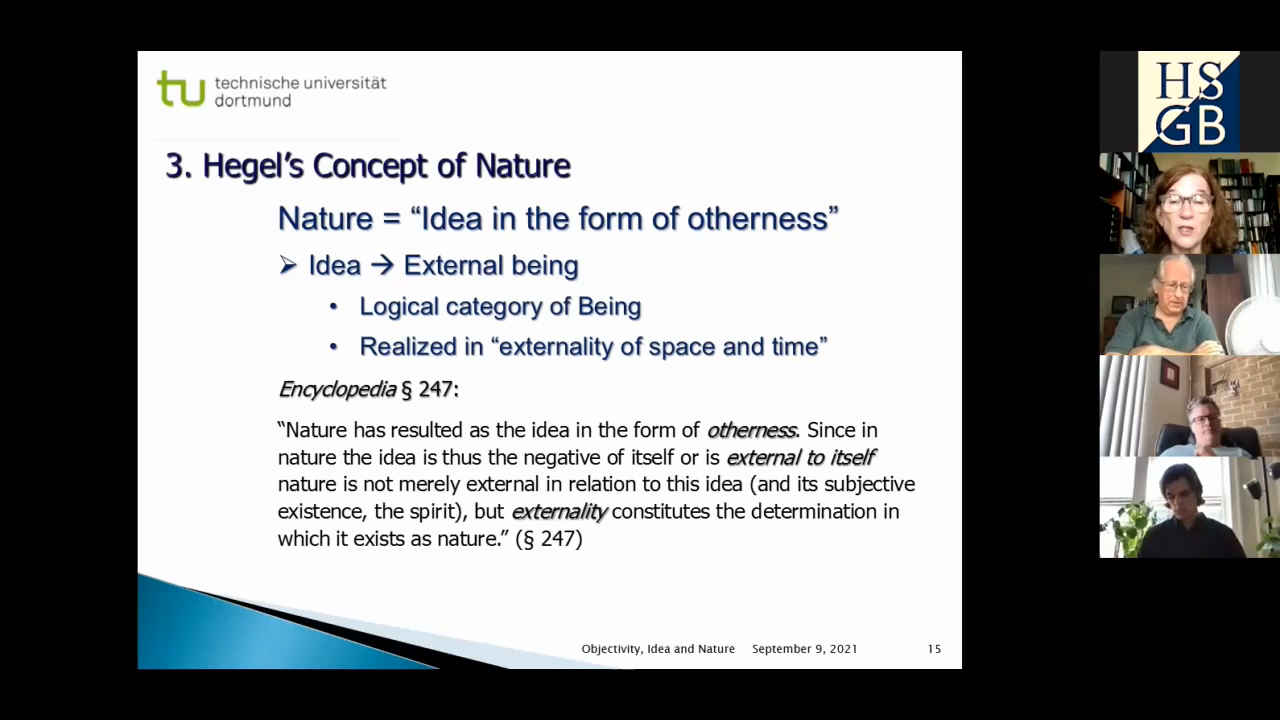 technische universität
dortmund
3. Hegel's Concept of Nature
Nature = “Idea in the form of otherness”
➢ Idea → External being
• Logical category of Being
• Realized in “externality of space and time”
Encyclopedia § 247:
“Nature has resulted as the idea in the form of otherness. Since in
nature the idea is thus the negative of itself or is external to itself
nature is not merely external in relation to this idea (and its subjective
existence, the spirit), but externality constitutes the determination in
which it exists as nature.” (§ 247)
Objectivity, Idea and Nature September 9, 2021 15
HS
GB